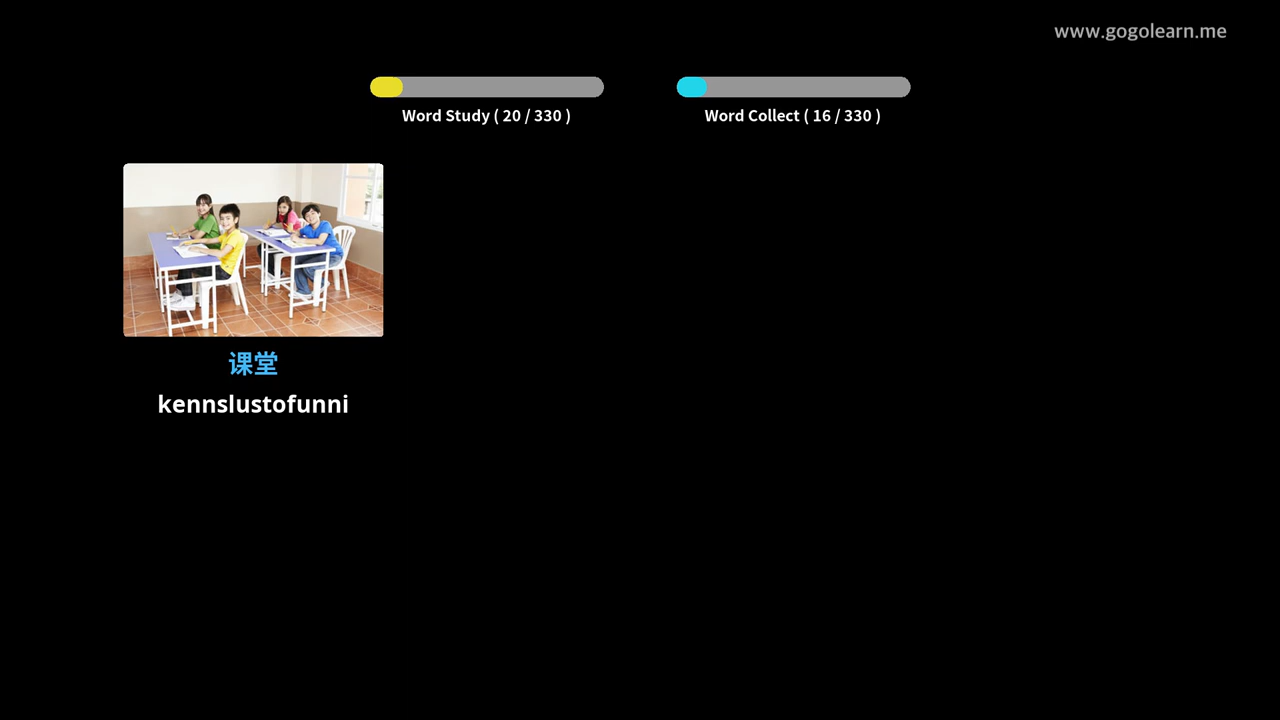 www.gogolearn.me
Word Study ( 20 / 330 )
Word Collect ( 16 / 330 )
课堂
kennslustofunni